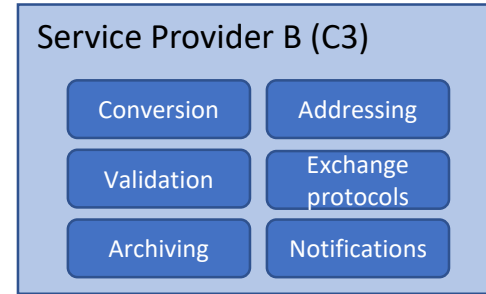 Service Provider B (C3)
Conversion
Addressing
Validation
Exchange
protocols
Archiving
Notifications